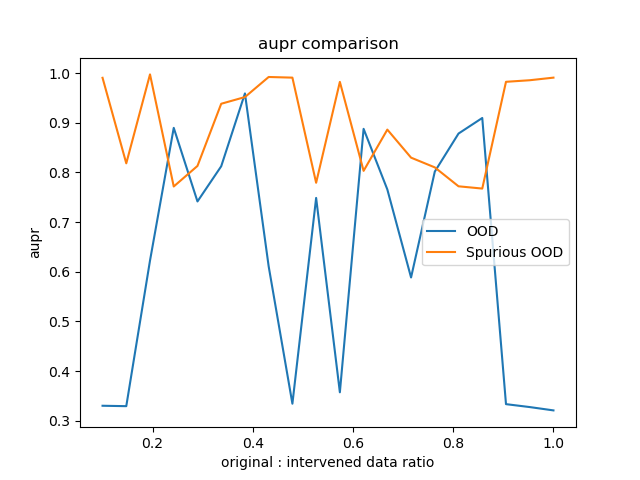 aupr comparison
1.0
0.9
0.8
0.7
0.6
0.5
0.4
0.3
aupr
OOD
Spurious OOD
0.2 0.4 0.6 0.8 1.0
original : intervened data ratio